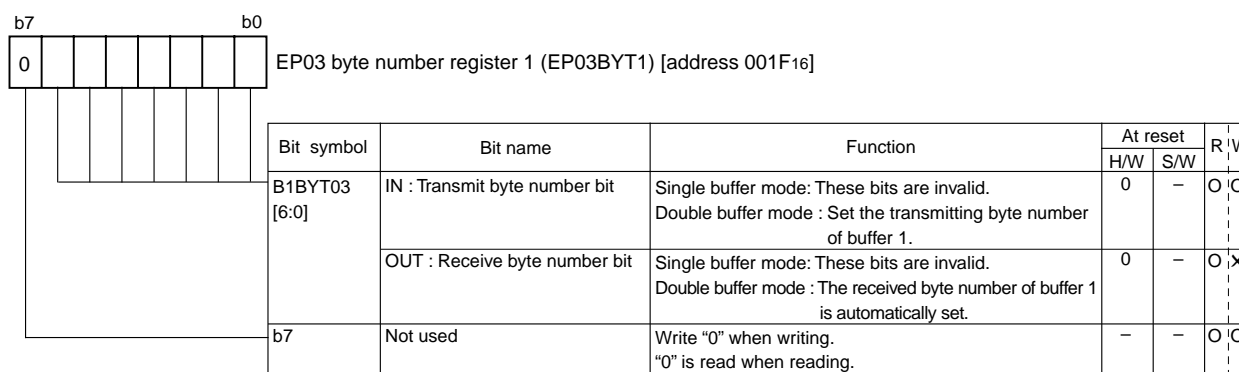 b7 b0
0
EP03 byte number register 1 (EP03BYT1) [address 001F16]
Bit symbol Bit name Function At reset R W
H/W S/W
B1BYT03 IN : Transmit byte number bit Single buffer mode: These bits are invalid. 0 – O O
[6:0] Double buffer mode : Set the transmitting byte number
of buffer 1.
OUT : Receive byte number bit Single buffer mode: These bits are invalid. 0 – O ×
Double buffer mode : The received byte number of buffer 1
is automatically set.
b7 Not used Write “0” when writing. – – O O
“0” is read when reading.